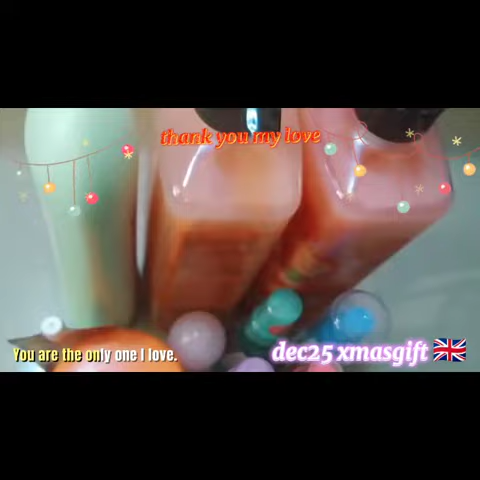 thank you my love
You are the only one I love.
dec25 xmasgift 🇬🇧